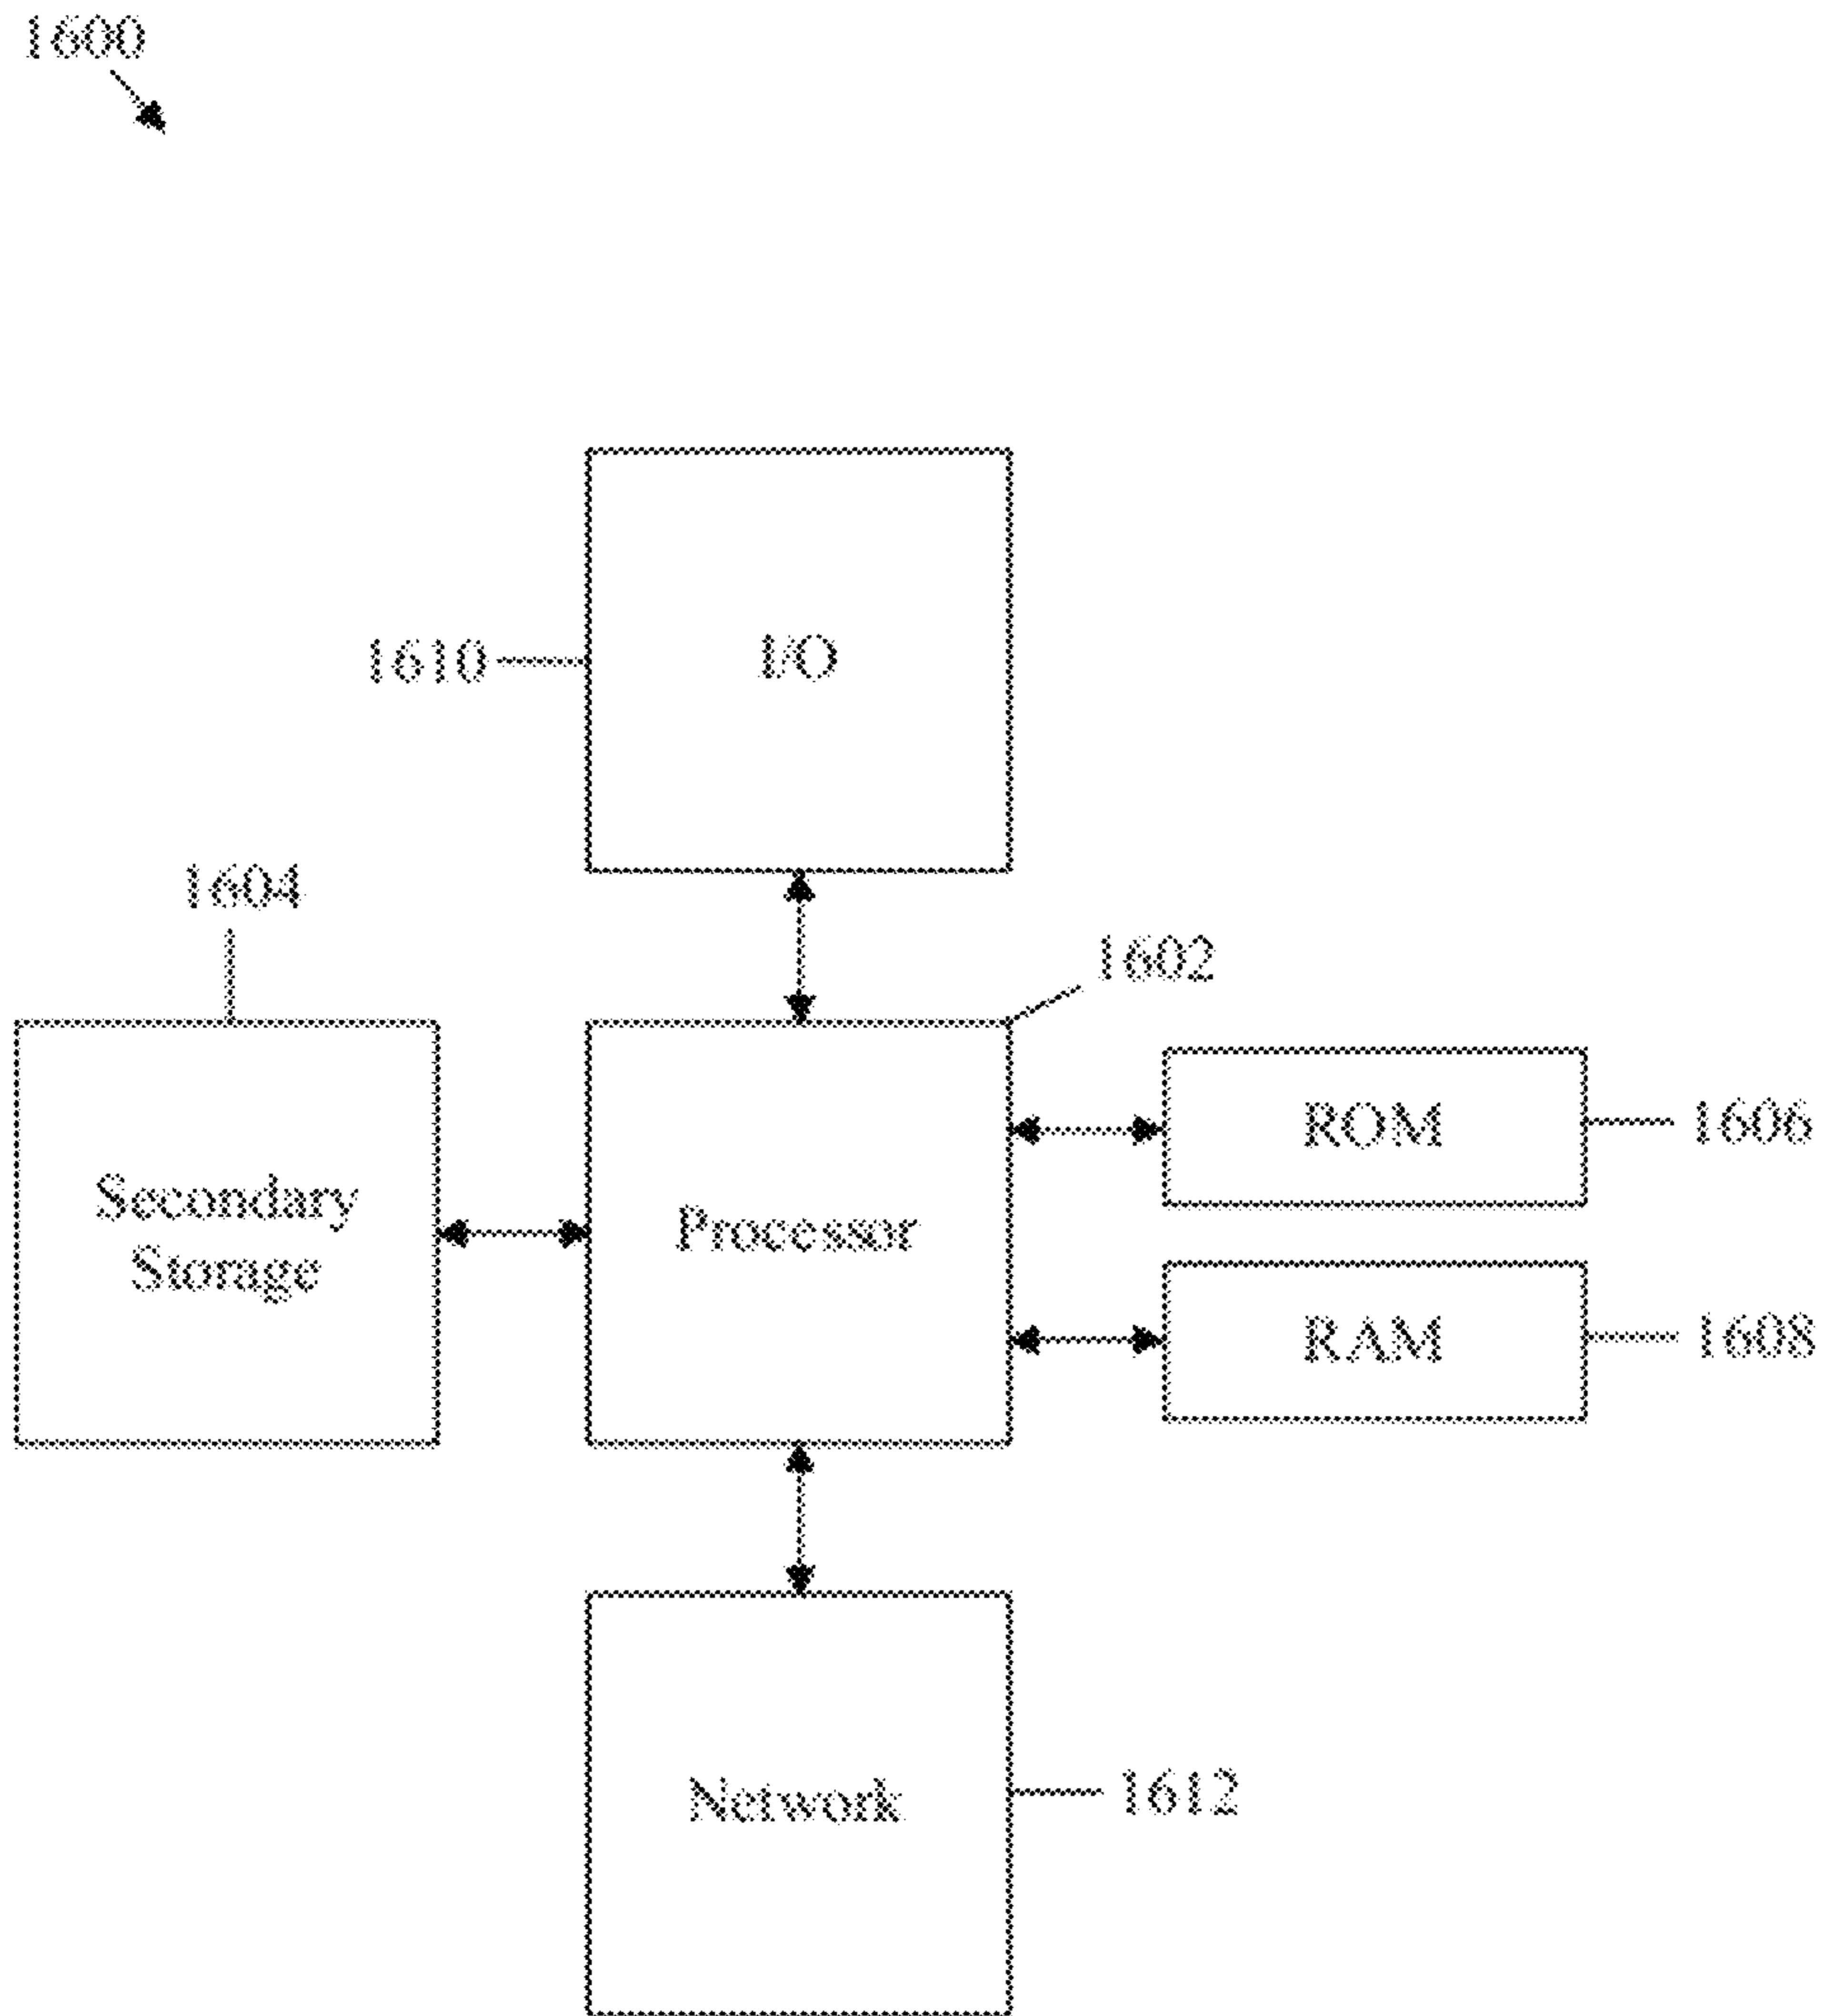 1600
I/O
1610
1604
1602
ROM
1606
Secondary
Storage
Processor
RAM
1608
Network
1612